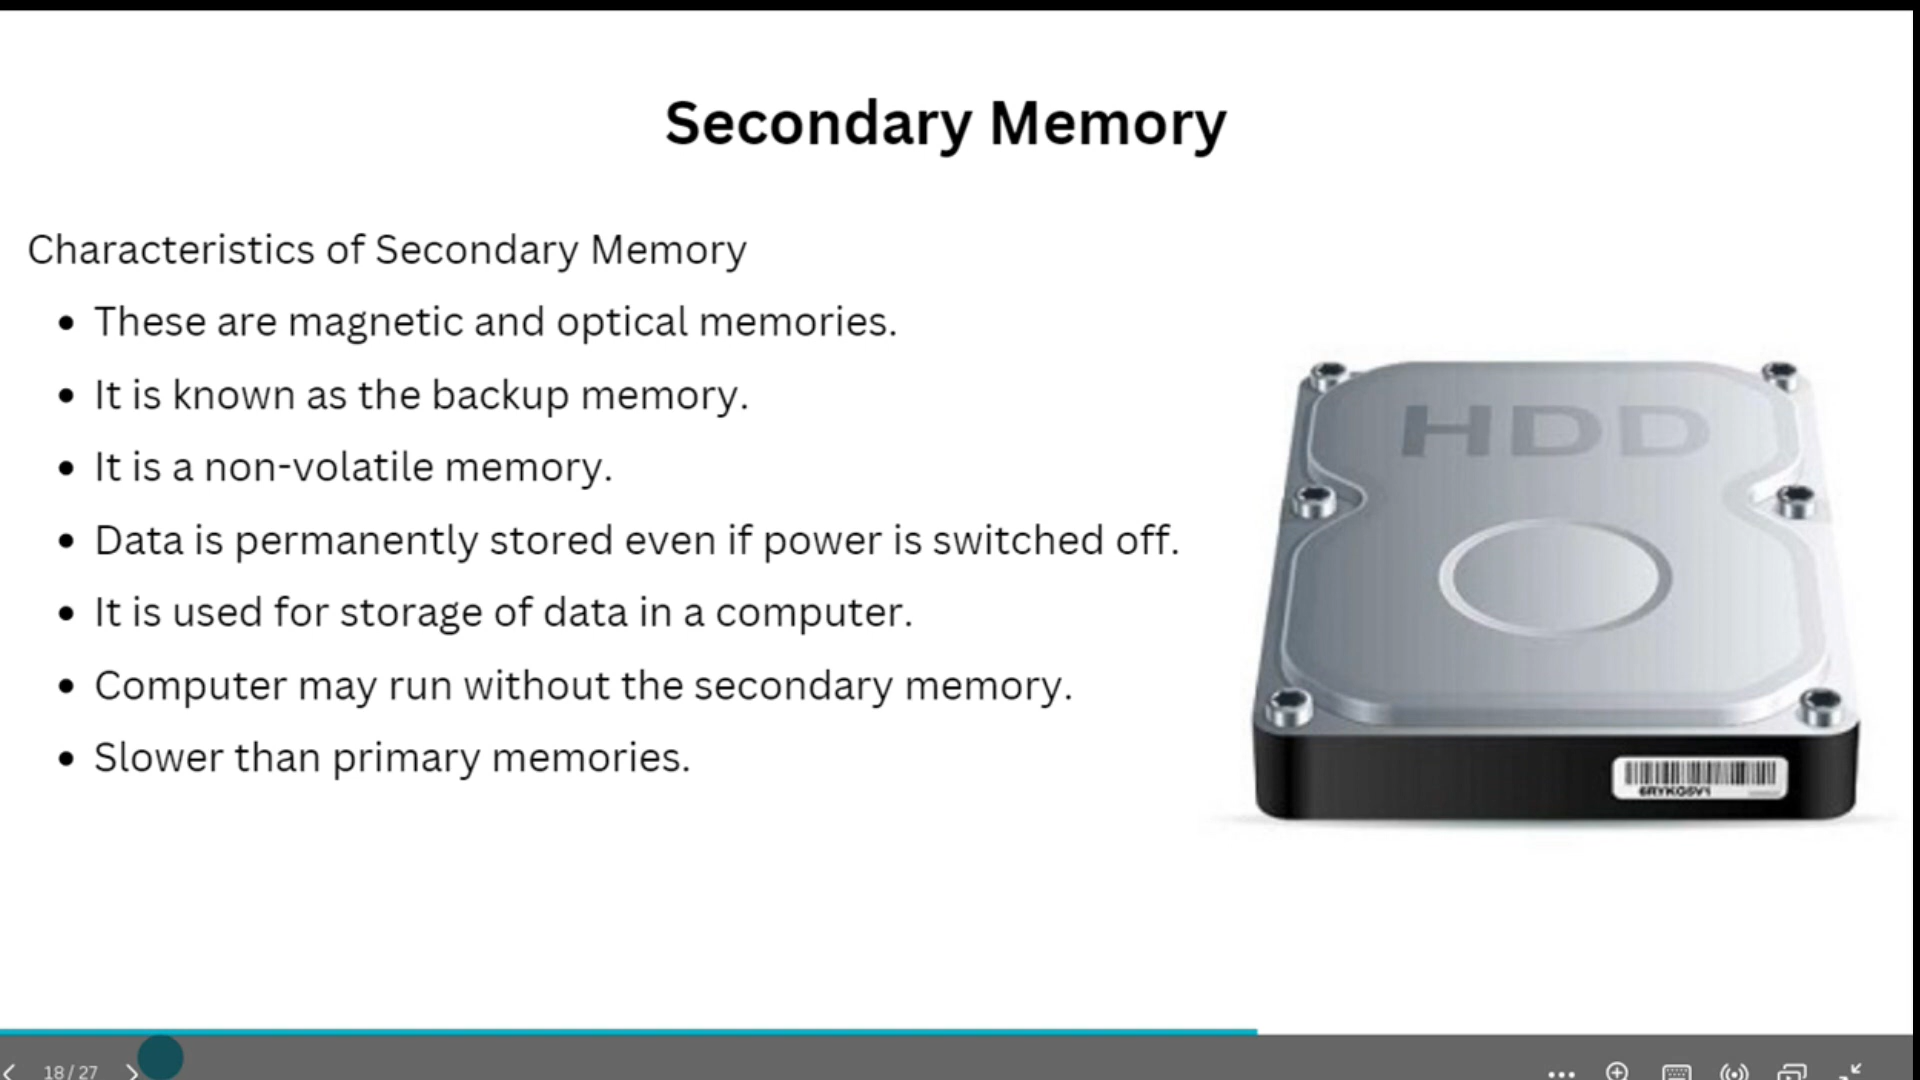 Secondary Memory
Characteristics of Secondary Memory
• These are magnetic and optical memories.
• It is known as the backup memory.
• It is a non-volatile memory.
• Data is permanently stored even if power is switched off.
• It is used for storage of data in a computer.
• Computer may run without the secondary memory.
• Slower than primary memories.
HDD
18 / 27